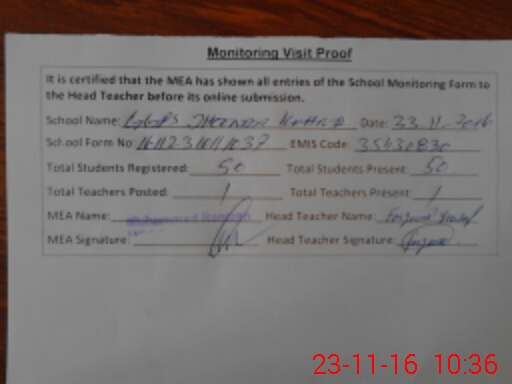 Monitoring Visit Proof
It is certified that the MEA has shown all entries of the School Monitoring Form to
the Head Teacher before its online submission.
School Name: Date: 23-11-2016
School Form No: EMIS Code:
Total Students Registered: 50 Total Students Present: 50
Total Teachers Posted: 1 Total Teachers Present: 1
MEA Name: Muhammad Head Teacher Name:
MEA Signature: Head Teacher Signature:
23-11-16 10:36